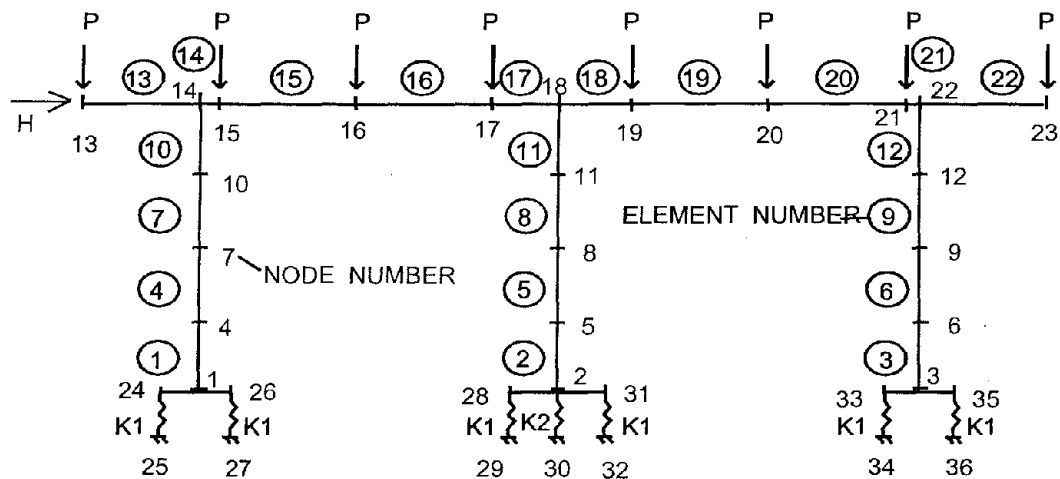 P P P P P P P P
13 14 15 16 17 18 19 20 21 22
H
14 18 22
13 15 16 17 19 20 21 23
10 11 12
10 11 12
7 8 ELEMENT NUMBER 9
7 NODE NUMBER 8 9
4 5 6
4 5 6
1 2 3
24 1 26 28 2 31 33 3 35
K1 K1 K1 K2 K1 K1 K1
25 27 29 30 32 34 36